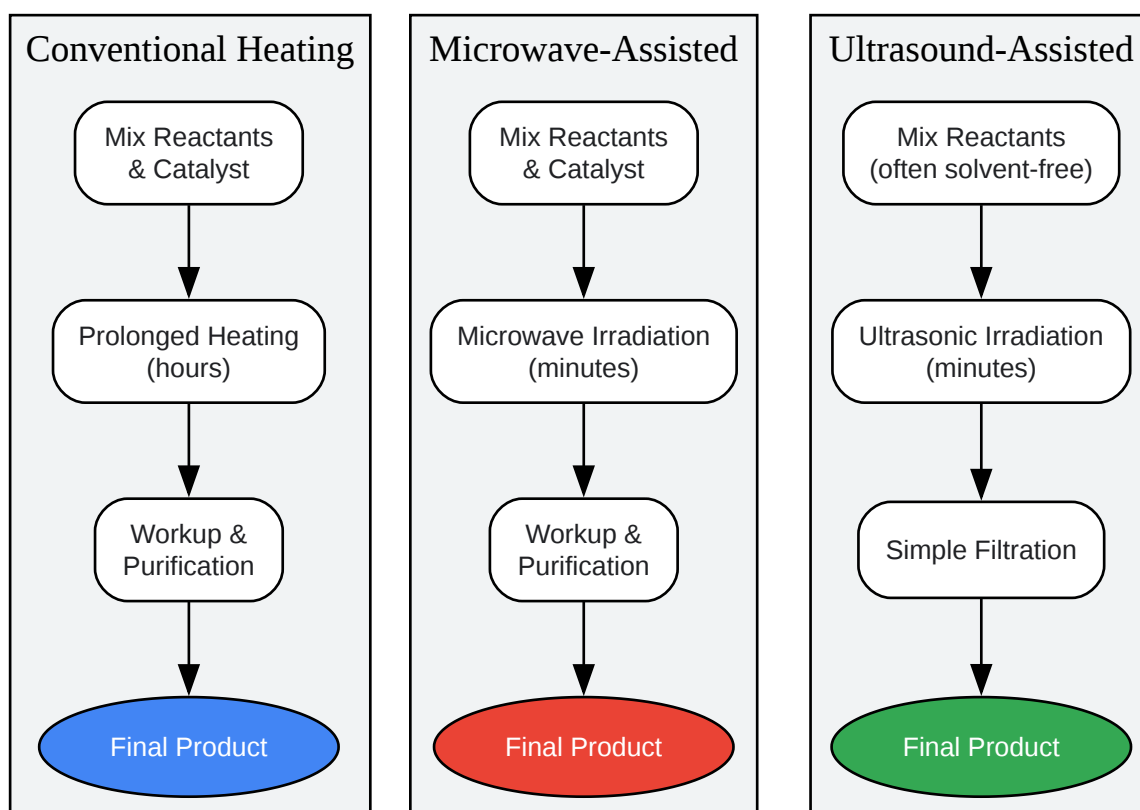 Conventional Heating
Mix Reactants
& Catalyst
Prolonged Heating
(hours)
Workup &
Purification
Final Product
Microwave-Assisted
Mix Reactants
& Catalyst
Microwave Irradiation
(minutes)
Workup &
Purification
Final Product
Ultrasound-Assisted
Mix Reactants
(often solvent-free)
Ultrasonic Irradiation
(minutes)
Simple Filtration
Final Product